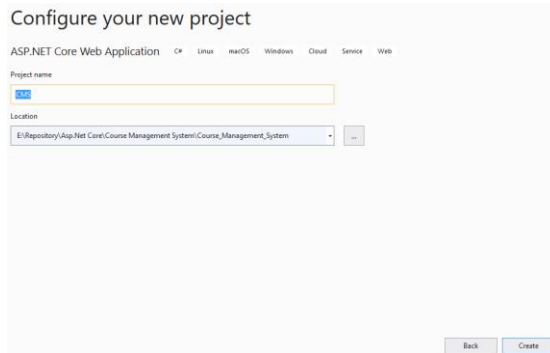 Configure your new project
ASP.NET Core Web Application C# Linux macOS Windows Cloud Service Web
Project name
CMS
Location
E:\Repository\Asp.Net Core\Course Management System\Course_Management_System
...
Back Create